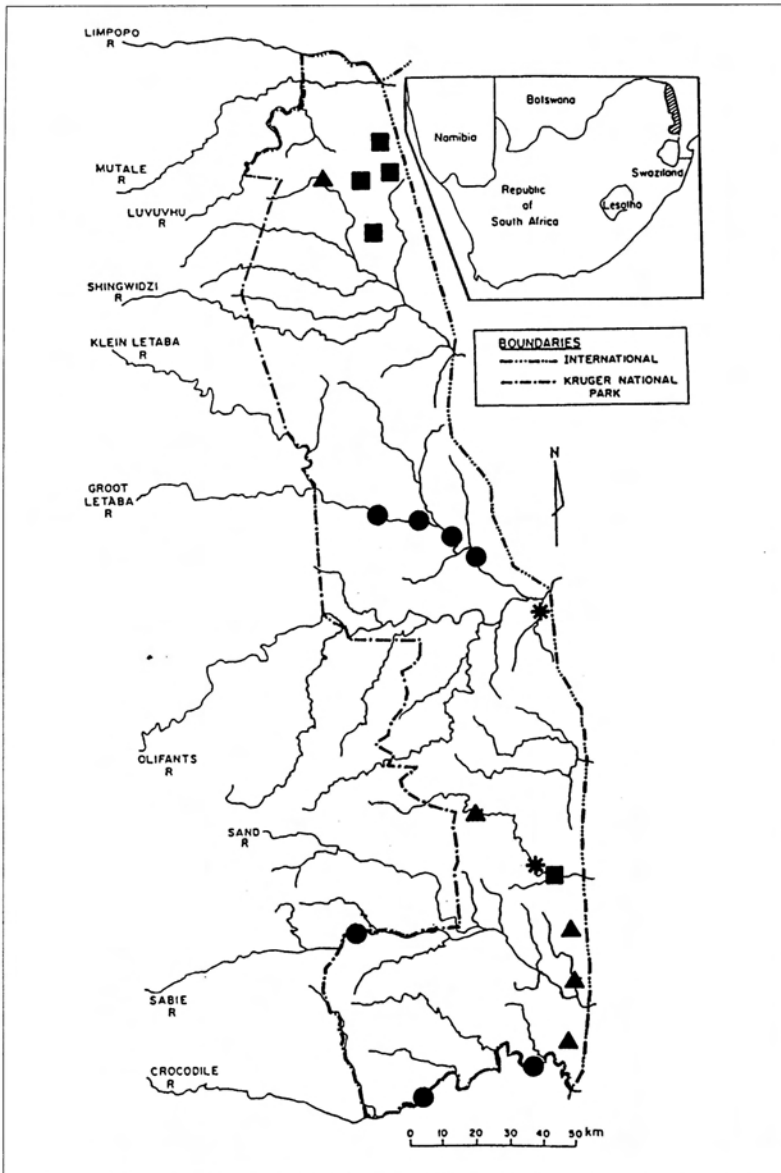 LIMPOPO
R
Botswana
Namibia
MUTALE
R
Swaziland
Republic
of
South Africa
Lesotho
LUVUVHU
R
SHINGWIDZI
R
BOUNDARIES
INTERNATIONAL
KRUGER NATIONAL
PARK
KLEIN LETABA
R
N
GROOT
LETABA
R
OLIFANTS
R
SAND
R
SABIE
R
CROCODILE
R
0 10 20 30 40 50 km